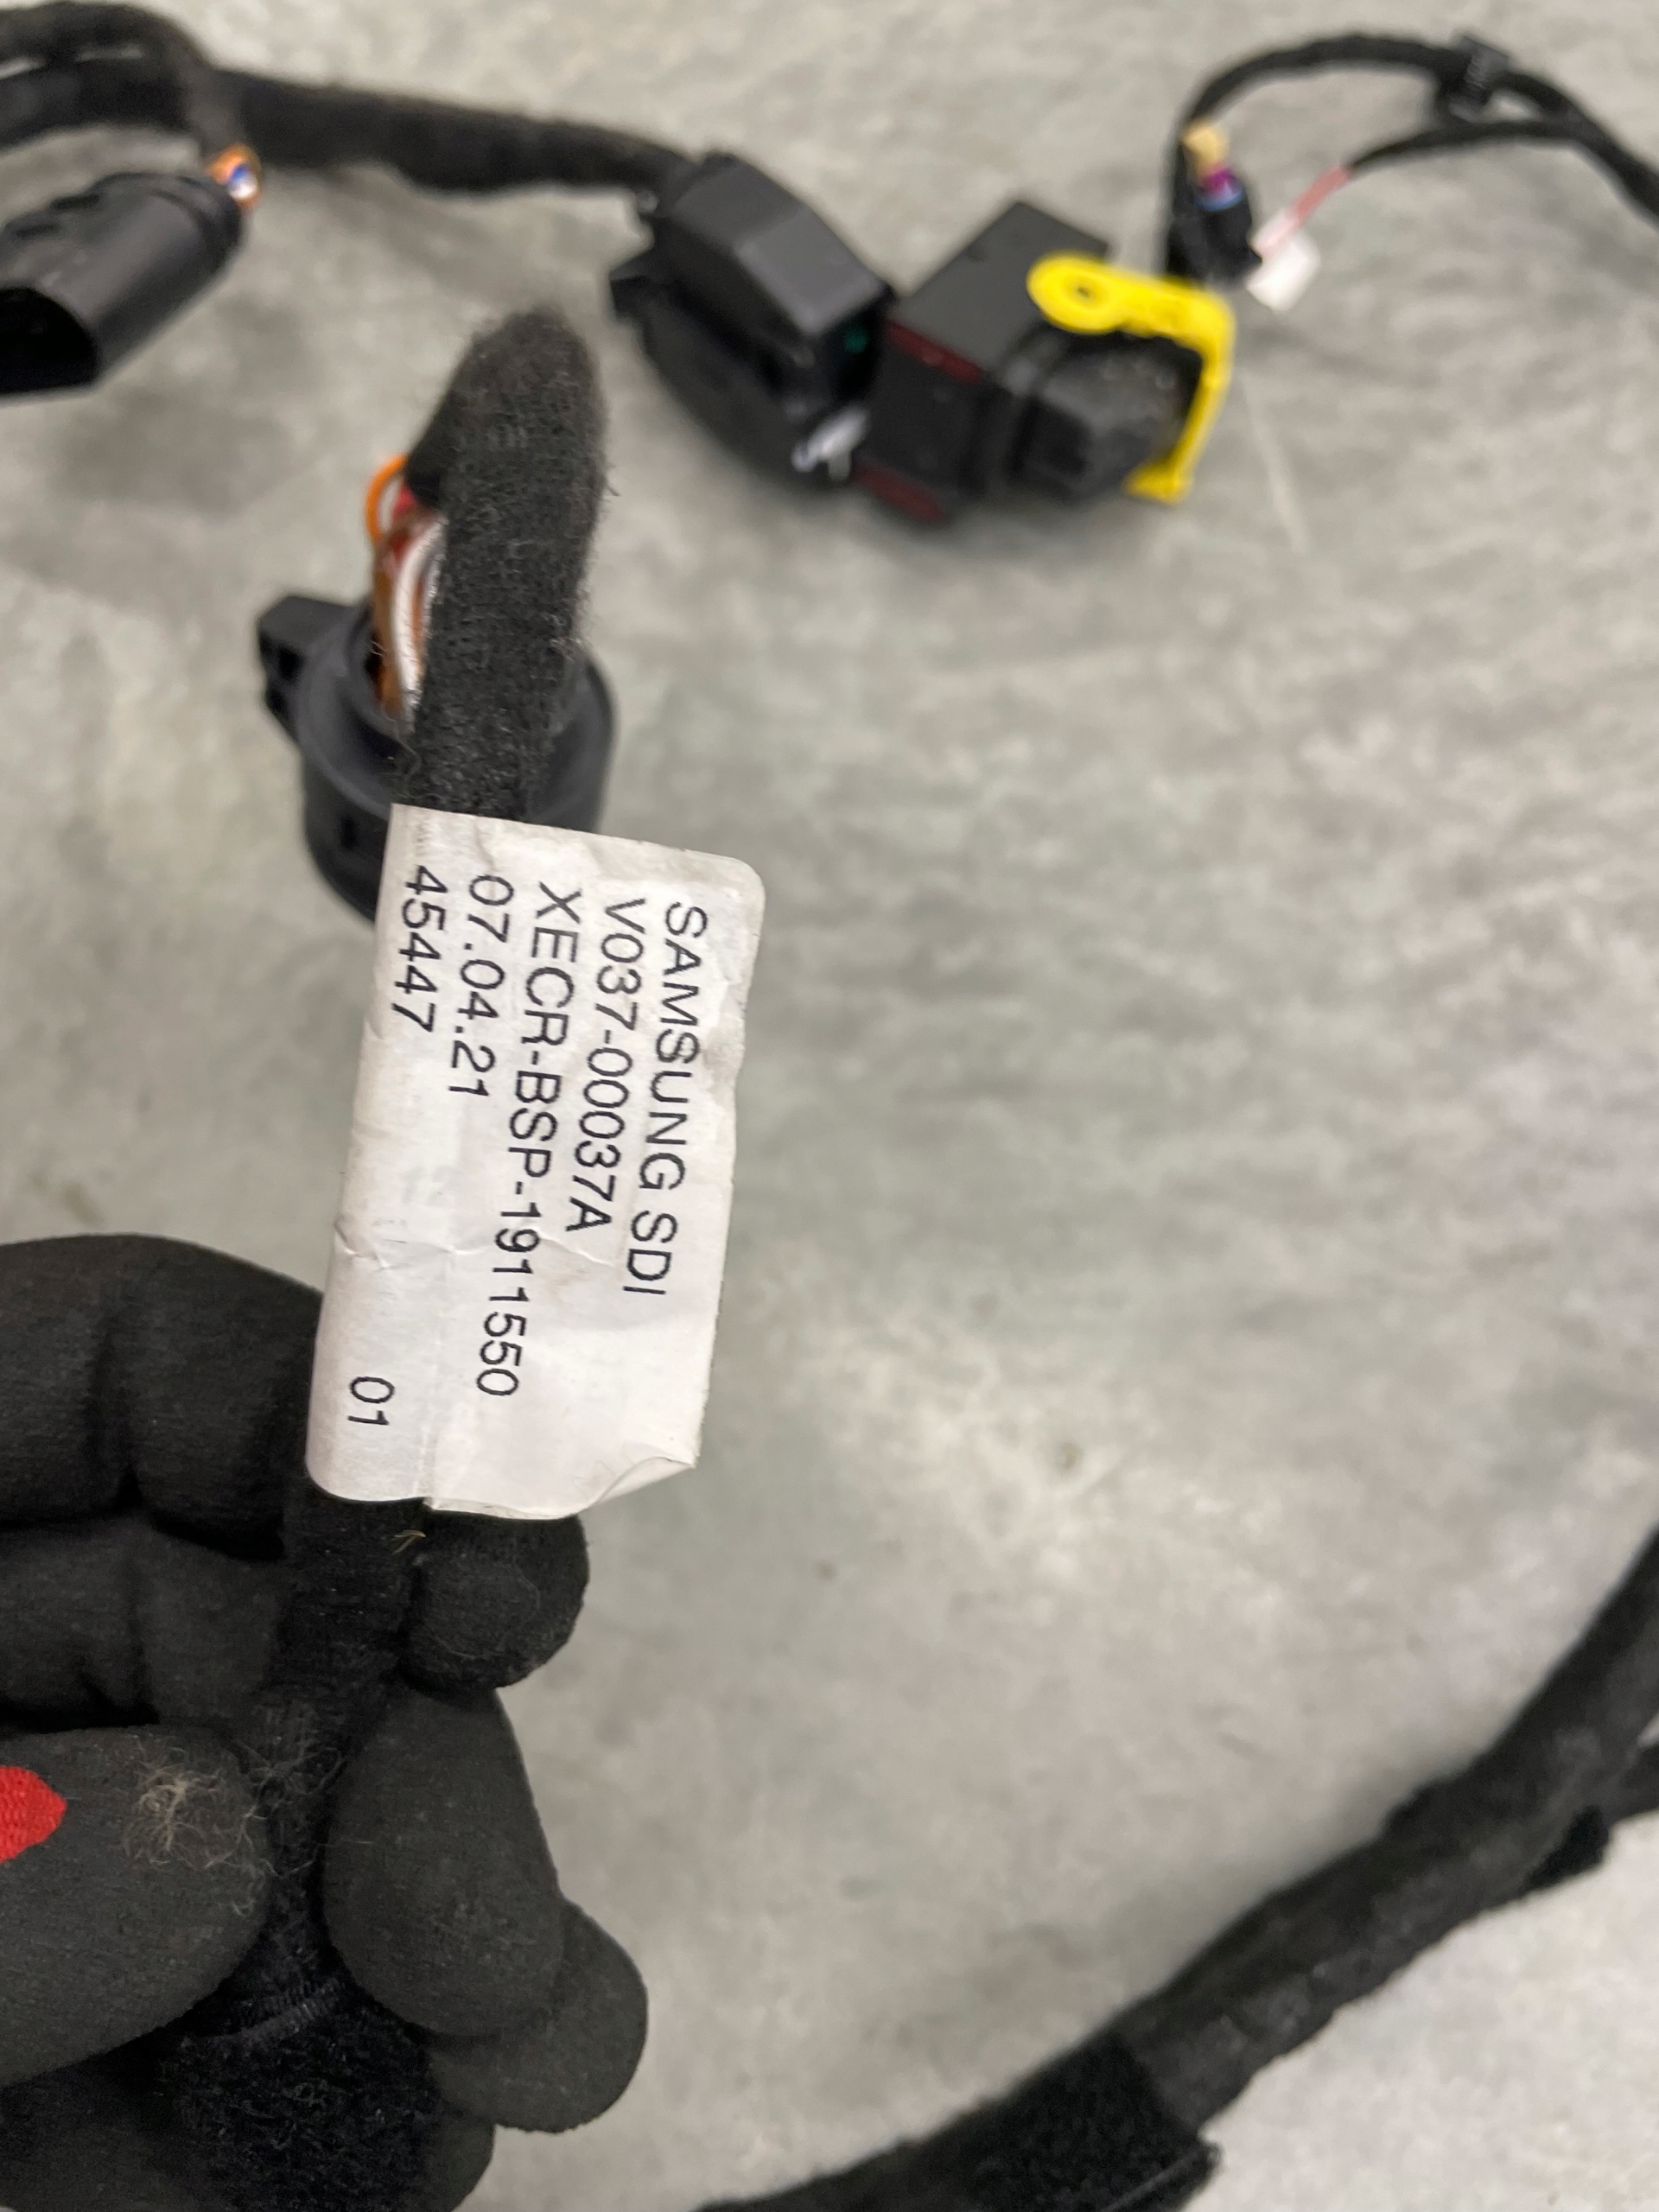 SAMSUNG SDI
V037-00037A
XECR-BSP-1911550
07.04.21
45447 01